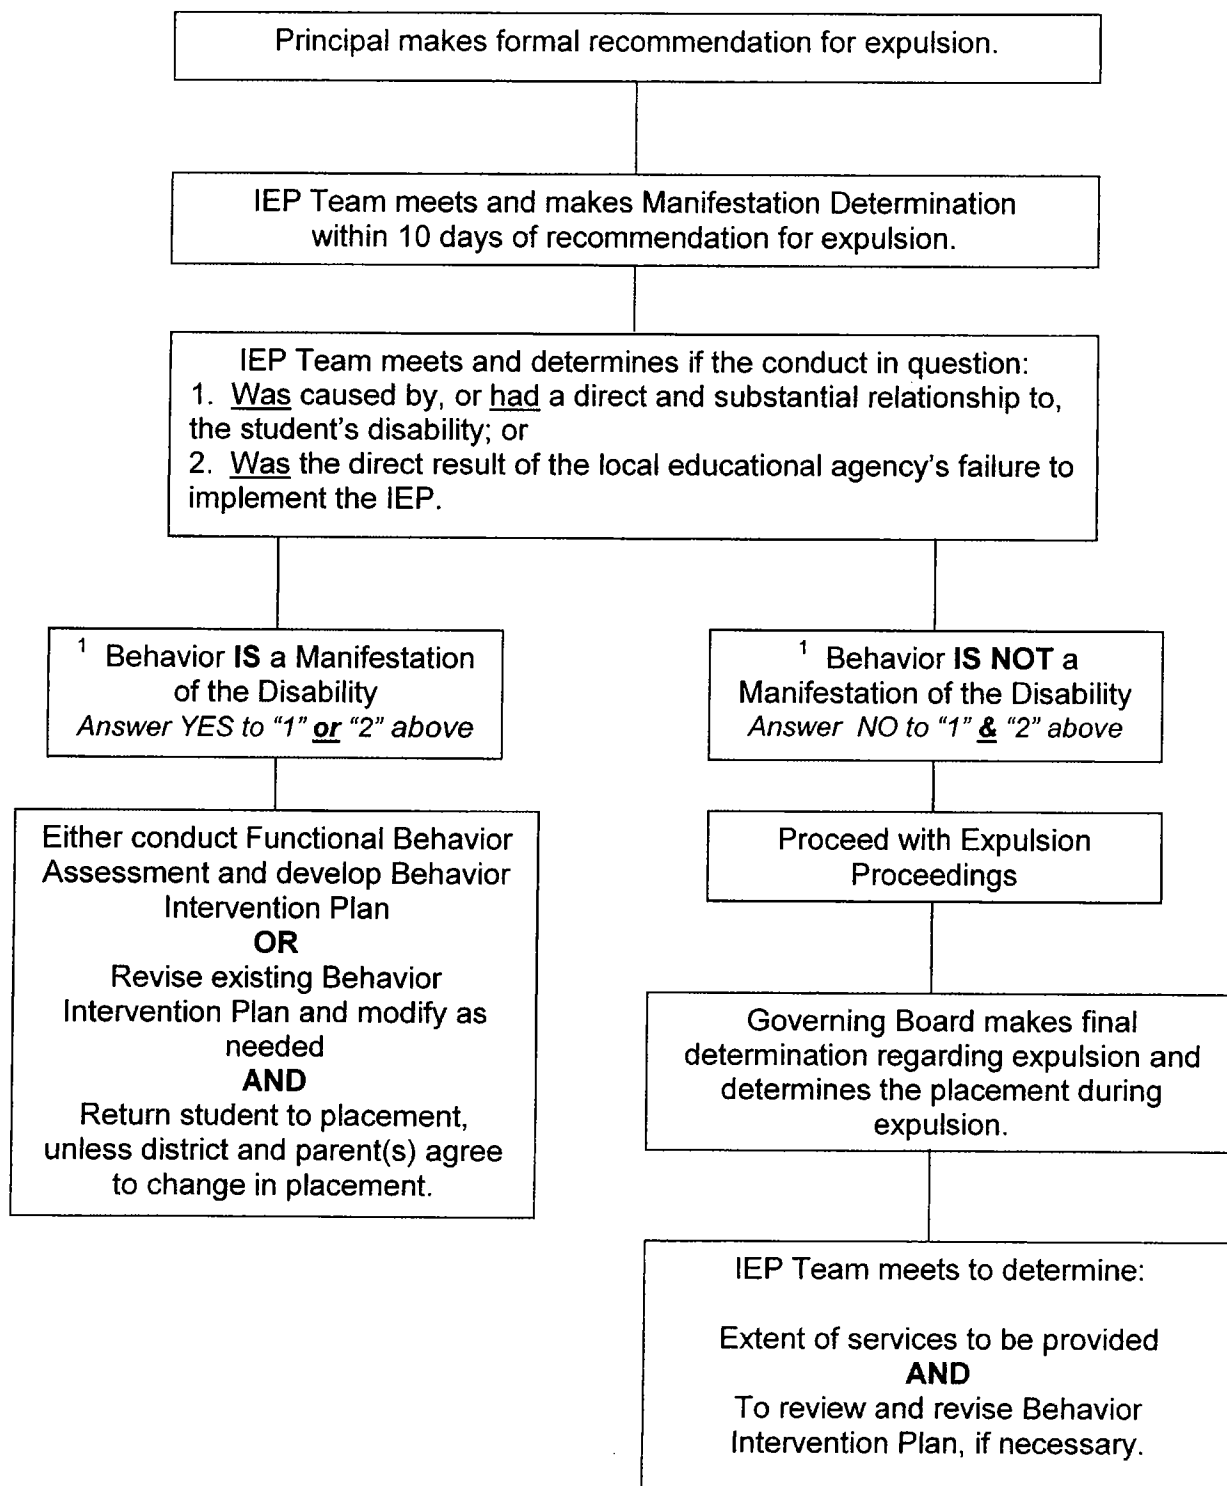 Principal makes formal recommendation for expulsion.
IEP Team meets and makes Manifestation Determination
within 10 days of recommendation for expulsion.
IEP Team meets and determines if the conduct in question:
1. Was caused by, or had a direct and substantial relationship to,
the student's disability; or
2. Was the direct result of the local educational agency's failure to
implement the IEP.
1 Behavior IS a Manifestation
of the Disability
Answer YES to "1" or "2" above
Either conduct Functional Behavior
Assessment and develop Behavior
Intervention Plan
OR
Revise existing Behavior
Intervention Plan and modify as
needed
AND
Return student to placement,
unless district and parent(s) agree
to change in placement.
1 Behavior IS NOT a
Manifestation of the Disability
Answer NO to "1" & "2" above
Proceed with Expulsion
Proceedings
Governing Board makes final
determination regarding expulsion and
determines the placement during
expulsion.
IEP Team meets to determine:
Extent of services to be provided
AND
To review and revise Behavior
Intervention Plan, if necessary.